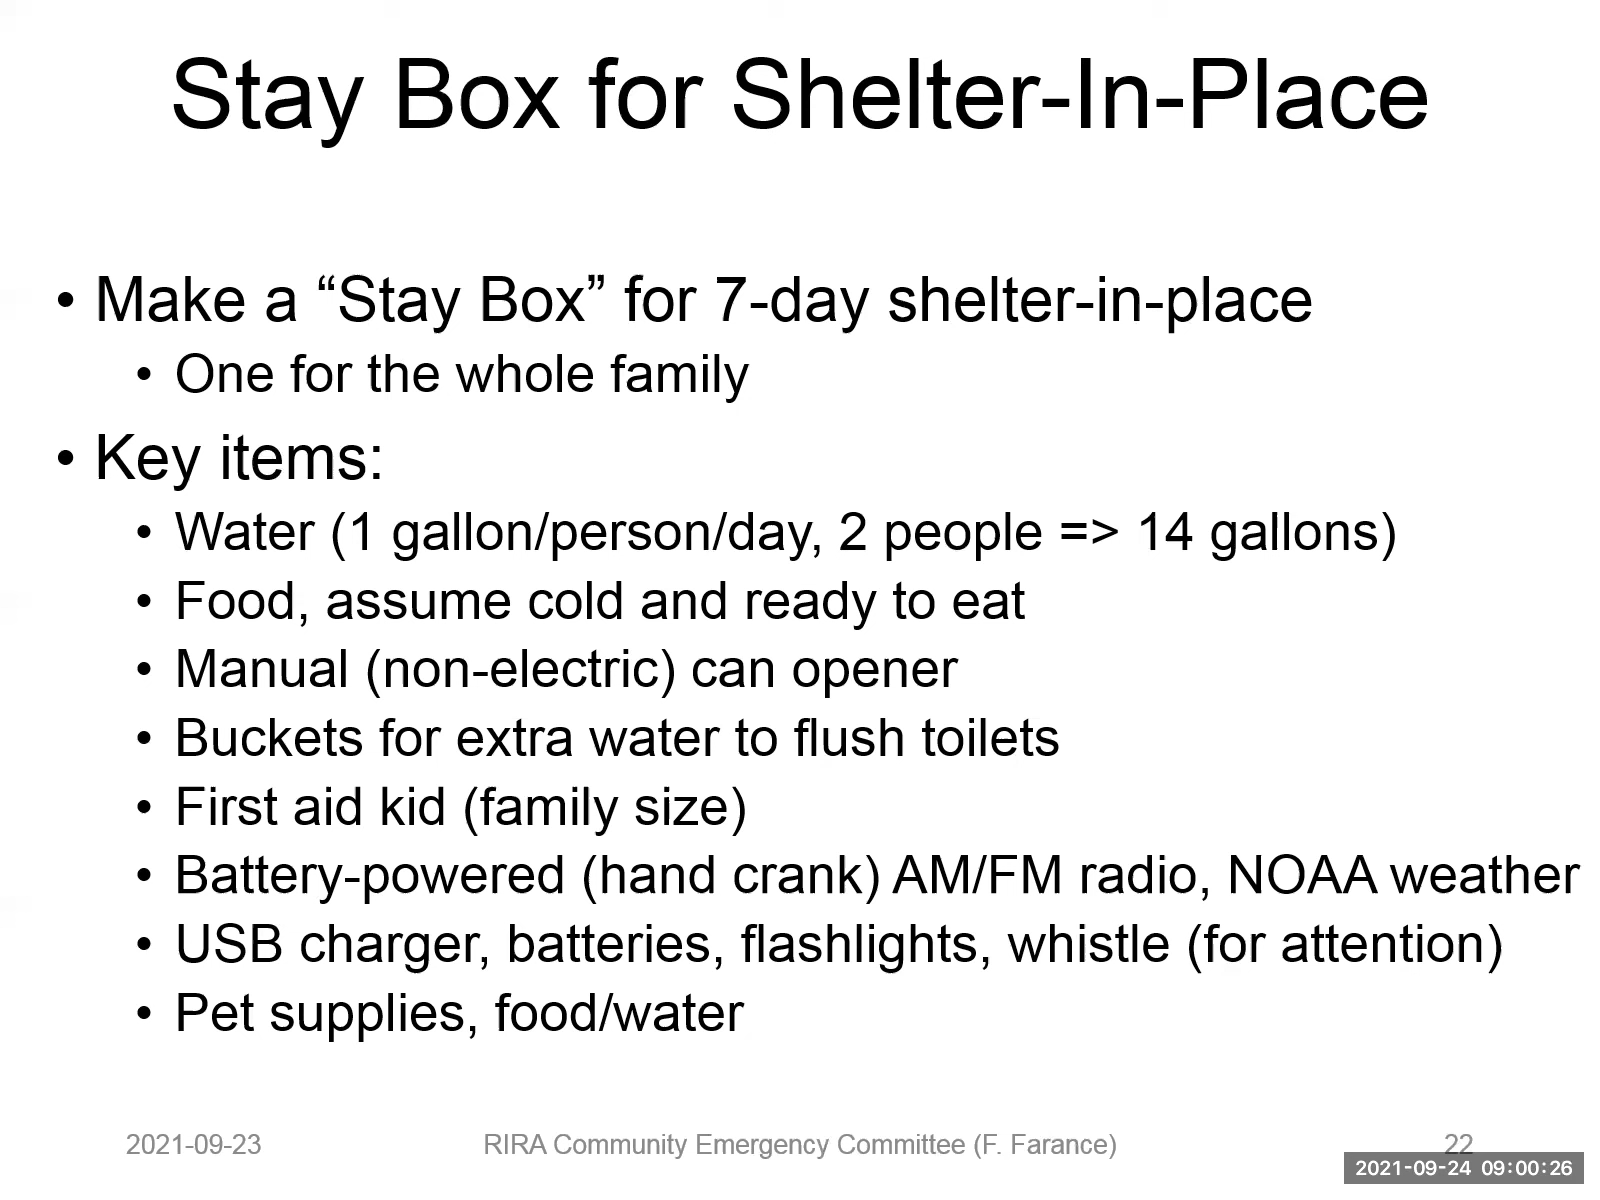 Stay Box for Shelter-In-Place
• Make a “Stay Box” for 7-day shelter-in-place
• One for the whole family
• Key items:
• Water (1 gallon/person/day, 2 people => 14 gallons)
• Food, assume cold and ready to eat
• Manual (non-electric) can opener
• Buckets for extra water to flush toilets
• First aid kid (family size)
• Battery-powered (hand crank) AM/FM radio, NOAA weather
• USB charger, batteries, flashlights, whistle (for attention)
• Pet supplies, food/water
2021-09-23 RIRA Community Emergency Committee (F. Farance) 22
2021-09-24 09:00:26